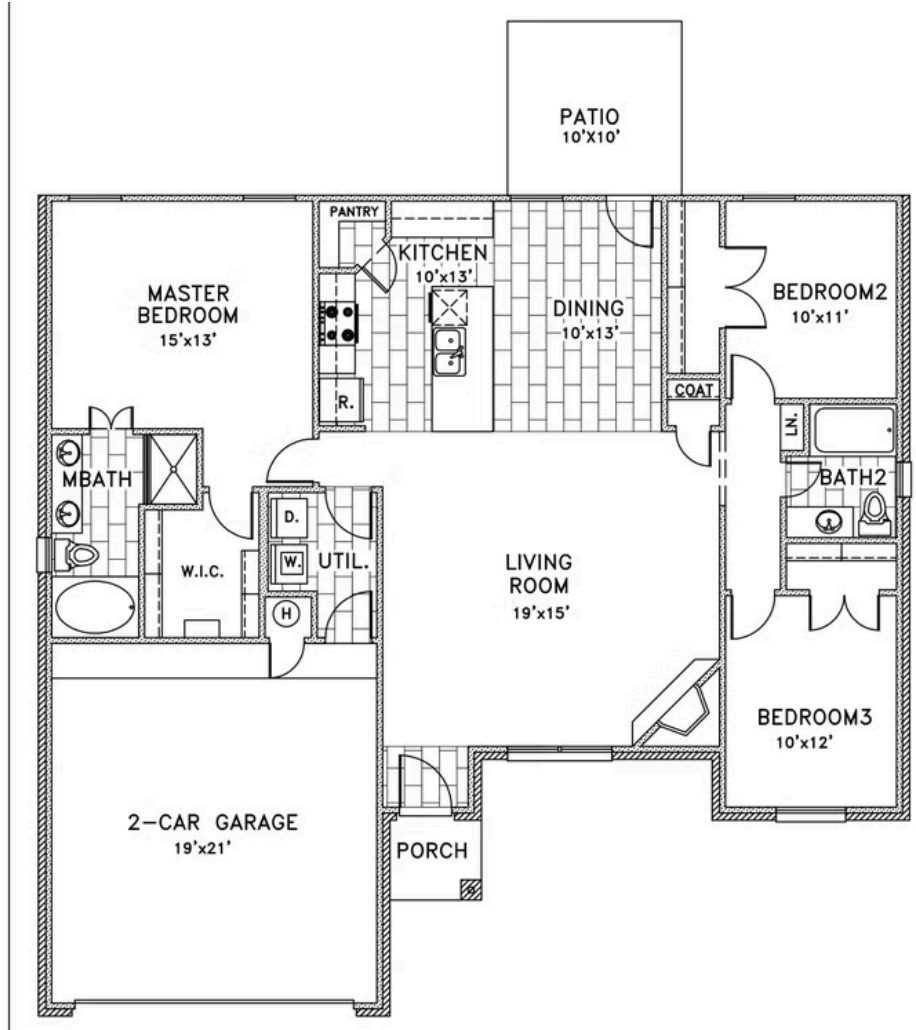 PATIO
10'X10'
PANTRY
KITCHEN
10'x13'
MASTER
BEDROOM
15'x13'
DINING
10'x13'
BEDROOM2
10'x11'
R.
COAT
LN.
MBATH
BATH2
D.
W.
UTIL.
W.I.C.
H
LIVING
ROOM
19'x15'
BEDROOM3
10'x12'
2-CAR GARAGE
19'x21'
PORCH